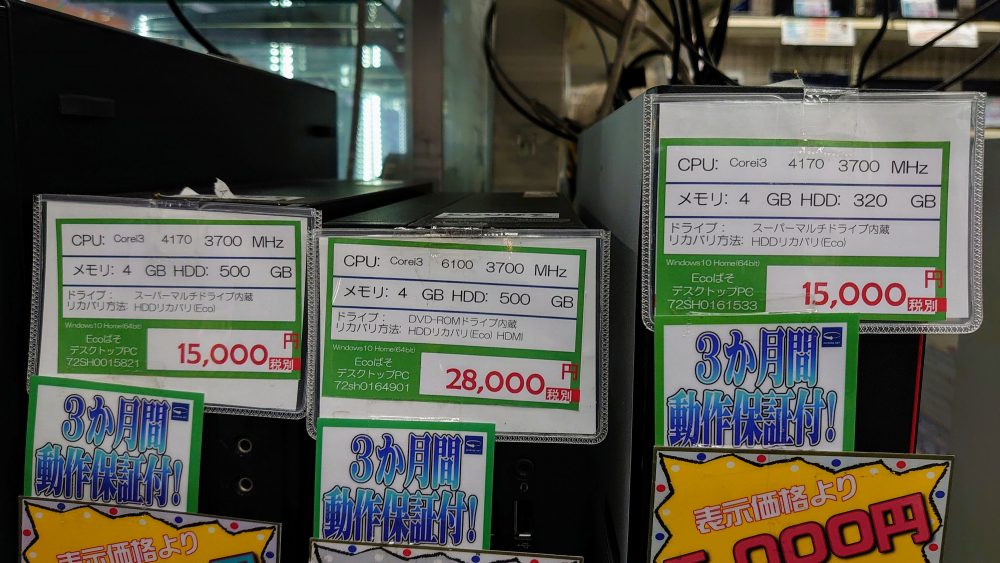 CPU: Corei3 4170 3700 MHz
メモリ: 4 GB HDD: 500 GB
ドライブ: スーパーマルチドライブ内蔵
リカバリ方法: HDDリカバリ(Eco)
Windows10 Home(64bit)
Ecoぱそ
デスクトップPC
72SH0015821
15,000円
税別
3か月間
動作保証付!
表示価格より
CPU: Corei3 6100 3700 MHz
メモリ: 4 GB HDD: 500 GB
ドライブ: DVD-ROMドライブ内蔵
リカバリ方法: HDDリカバリ(Eco) HDMI
Windows10 Home(64bit)
Ecoぱそ
デスクトップPC
72sh0164901
28,000円
税別
3か月間
動作保証付!
CPU: Corei3 4170 3700 MHz
メモリ: 4 GB HDD: 320 GB
ドライブ: スーパーマルチドライブ内蔵
リカバリ方法: HDDリカバリ(Eco)
Windows10 Home(64bit)
Ecoぱそ
デスクトップPC
72SH0161533
15,000円
税別
3か月間
動作保証付!
表示価格より
,000円